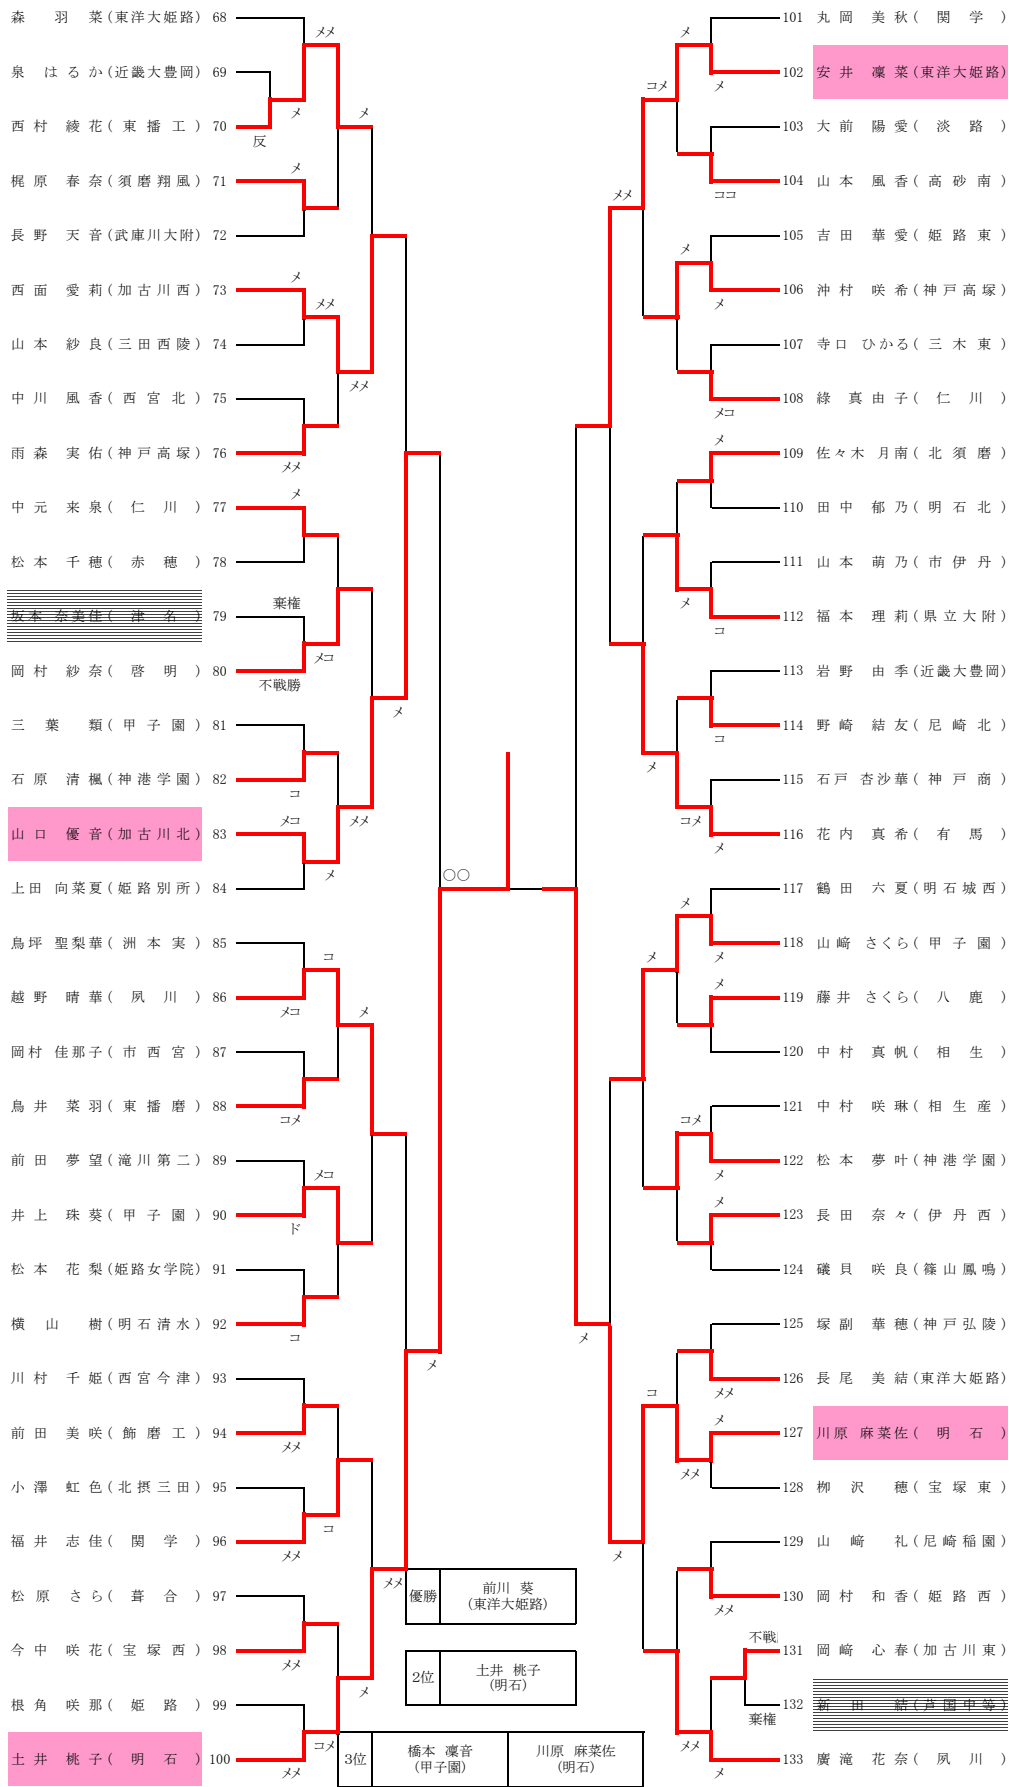 森 羽 菜(東洋大姫路) 68
メメ
泉 はるか(近畿大豊岡) 69
メ
西村 綾花(東播工) 70
反
メ
梶原 春奈(須磨翔風) 71
メ
長野 天音(武庫川大附) 72
西面 愛莉(加古川西) 73
メ
メメ
山本 紗良(三田西陵) 74
メメ
中川 風香(西宮北) 75
雨森 実佑(神戸高塚) 76
メメ
中元 来泉(仁川) 77
メ
松本 千穂(赤穂) 78
坂本 奈美佳(津名) 79
棄権
メコ
岡村 紗奈(啓明) 80
不戦勝
メ
三葉 類(甲子園) 81
石原 清楓(神港学園) 82
コ
山口 優音(加古川北) 83
メコ
メメ
上田 向菜夏(姫路別所) 84
メ
○○
鳥坪 聖梨華(洲本実) 85
コ
越野 晴華(夙川) 86
メコ
メ
岡村 佳那子(市西宮) 87
鳥井 菜羽(東播磨) 88
コメ
前田 夢望(滝川第二) 89
メコ
井上 珠葵(甲子園) 90
ド
松本 花梨(姫路女学院) 91
横山 樹(明石清水) 92
コ
メ
川村 千姫(西宮今津) 93
前田 美咲(飾磨工) 94
メメ
小澤 虹色(北摂三田) 95
コ
福井 志佳(関学) 96
メメ
メメ
松原 さら(葺合) 97
今中 咲花(宝塚西) 98
メメ
メ
根角 咲那(姫路) 99
コメ
土井 桃子(明石) 100
メメ
101 丸岡 美秋(関学)
メ
102 安井 凜菜(東洋大姫路)
メ
コメ
103 大前 陽愛(淡路)
104 山本 風香(高砂南)
ココ
メメ
105 吉田 華愛(姫路東)
メ
106 沖村 咲希(神戸高塚)
メ
107 寺口 ひかる(三木東)
108 綠 真由子(仁川)
メコ
109 佐々木 月南(北須磨)
メ
110 田中 郁乃(明石北)
111 山本 萌乃(市伊丹)
メ
112 福本 理莉(県立大附)
コ
113 岩野 由季(近畿大豊岡)
114 野崎 結友(尼崎北)
コ
メ
115 石戸 杏沙華(神戸商)
コメ
116 花内 真希(有馬)
メ
117 鶴田 六夏(明石城西)
メ
118 山﨑 さくら(甲子園)
メ
メ
119 藤井 さくら(八鹿)
メ
120 中村 真帆(相生)
121 中村 咲琳(相生産)
コメ
122 松本 夢叶(神港学園)
メ
123 長田 奈々(伊丹西)
メ
124 礒貝 咲良(篠山鳳鳴)
125 塚副 華穂(神戸弘陵)
メ
126 長尾 美結(東洋大姫路)
メメ
コ
127 川原 麻菜佐(明石)
メ
メメ
128 柳沢 穂(宝塚東)
129 山﨑 礼(尼崎稲園)
メ
130 岡村 和香(姫路西)
メメ
131 岡﨑 心春(加古川東)
不戦
132 新田 結(芦国中等)
棄権
メメ
133 廣滝 花奈(夙川)
メ
優勝 前川 葵
(東洋大姫路)
2位 土井 桃子
(明石)
3位 橋本 凜音
(甲子園)
川原 麻菜佐
(明石)